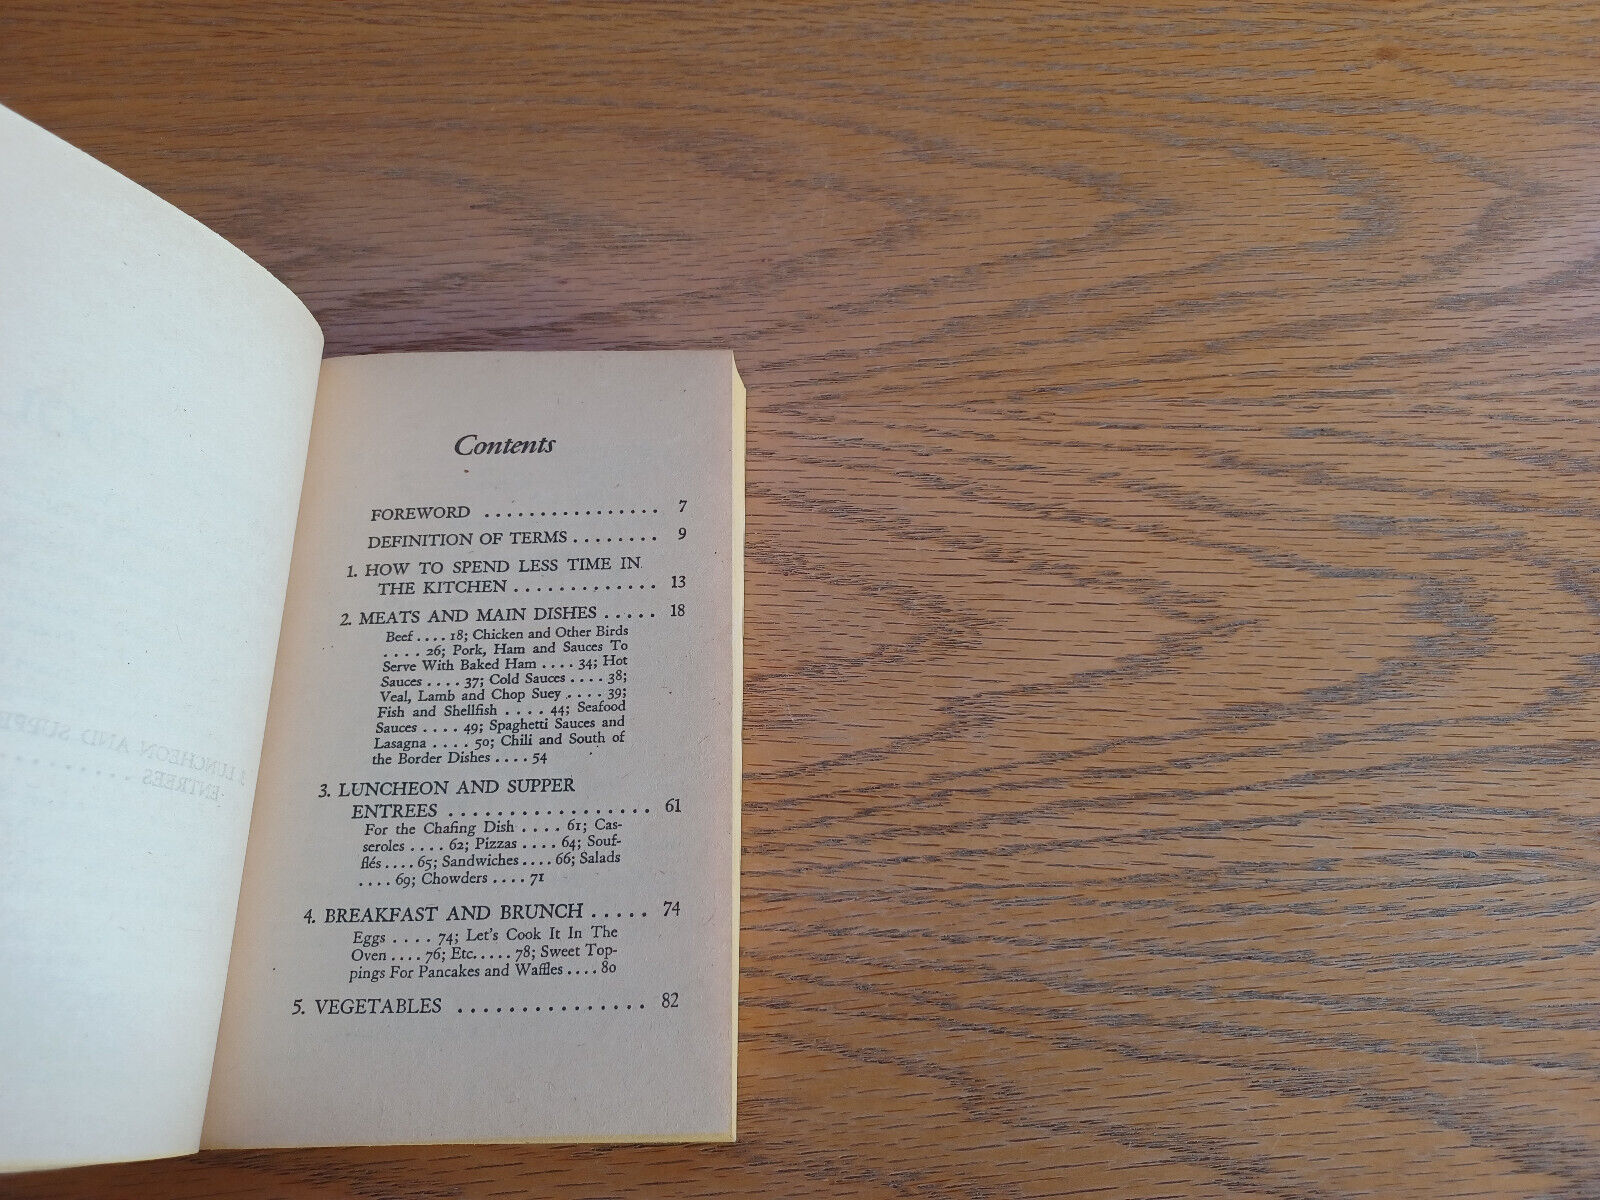 Contents
FOREWORD ................ 7
DEFINITION OF TERMS ........ 9
1. HOW TO SPEND LESS TIME IN
THE KITCHEN ............. 13
2. MEATS AND MAIN DISHES ..... 18
Beef .... 18; Chicken and Other Birds
.... 26; Pork, Ham and Sauces To
Serve With Baked Ham .... 34; Hot
Sauces .... 37; Cold Sauces .... 38;
Veal, Lamb and Chop Suey .... 39;
Fish and Shellfish .... 44; Seafood
Sauces .... 49; Spaghetti Sauces and
Lasagna .... 50; Chili and South of
the Border Dishes .... 54
3. LUNCHEON AND SUPPER
ENTREES ................ 61
For the Chafing Dish .... 61; Cas-
seroles .... 62; Pizzas .... 64; Souf-
flés .... 65; Sandwiches .... 66; Salads
.... 69; Chowders .... 71
4. BREAKFAST AND BRUNCH ..... 74
Eggs .... 74; Let's Cook It In The
Oven .... 76; Etc..... 78; Sweet Top-
pings For Pancakes and Waffles .... 80
5. VEGETABLES ............... 82